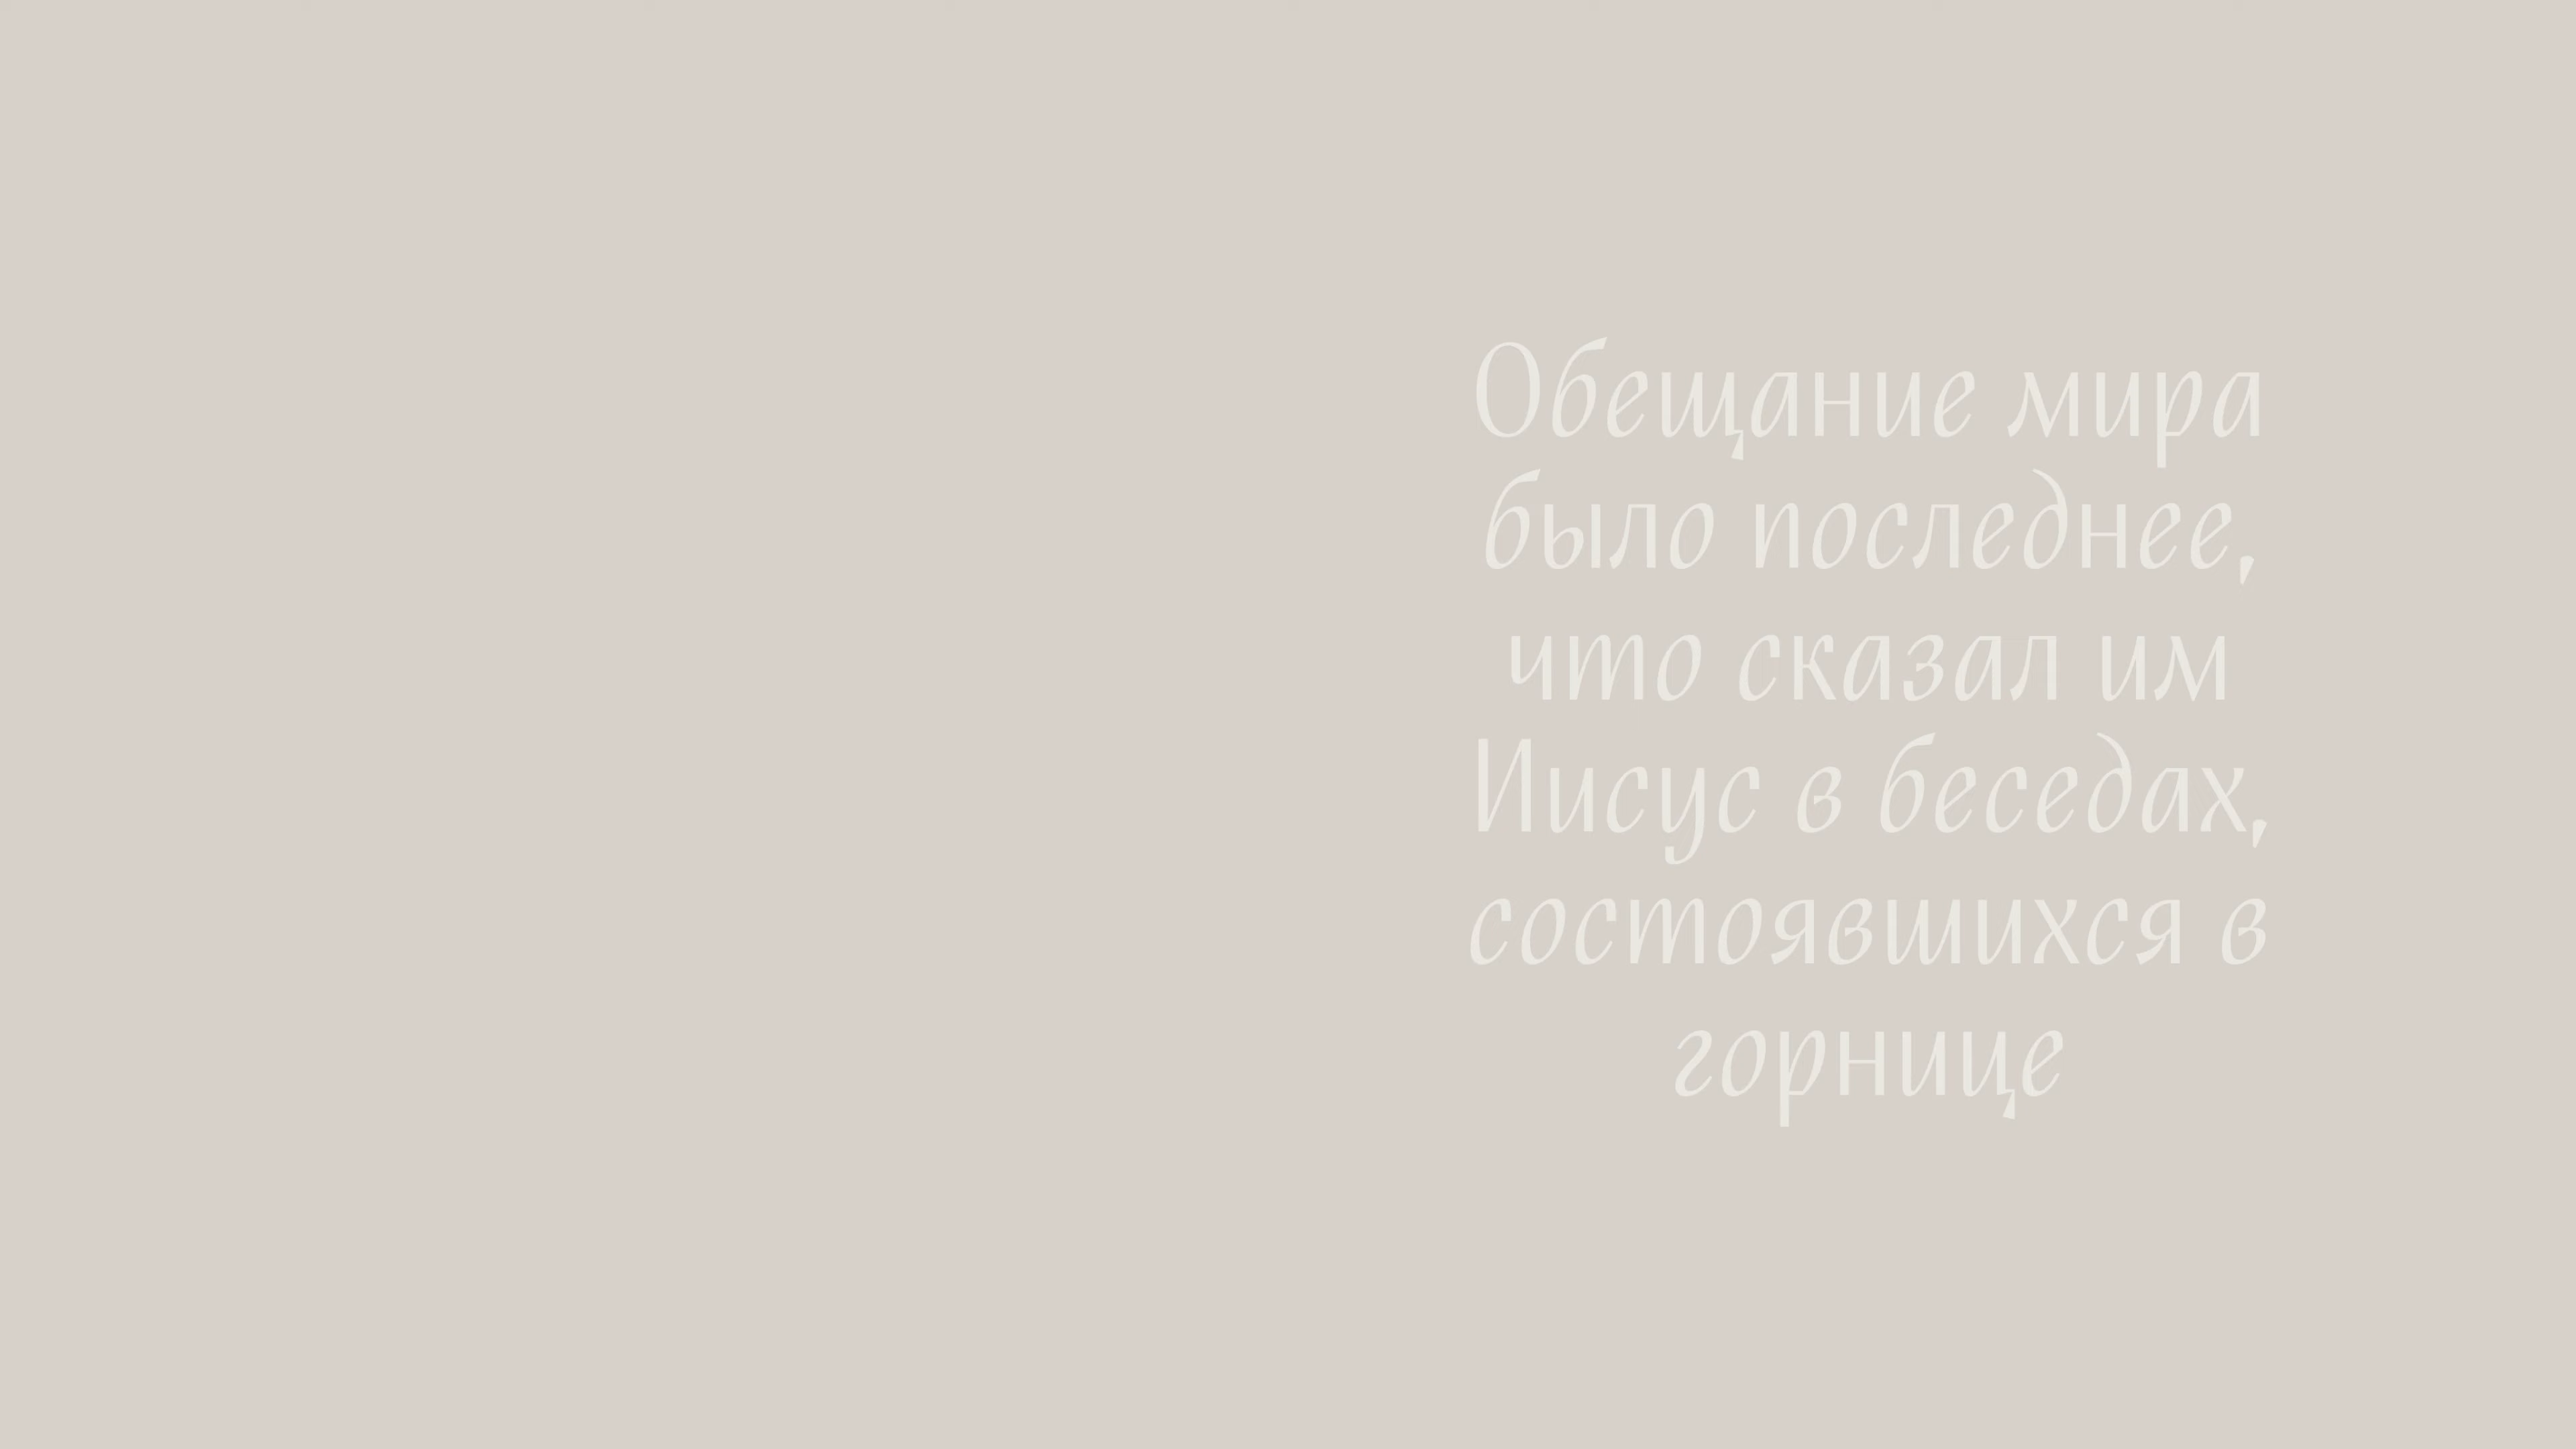 Обещание мира
было последнее,
что сказал им
Иисус в беседах,
состоявшихся в
горнице